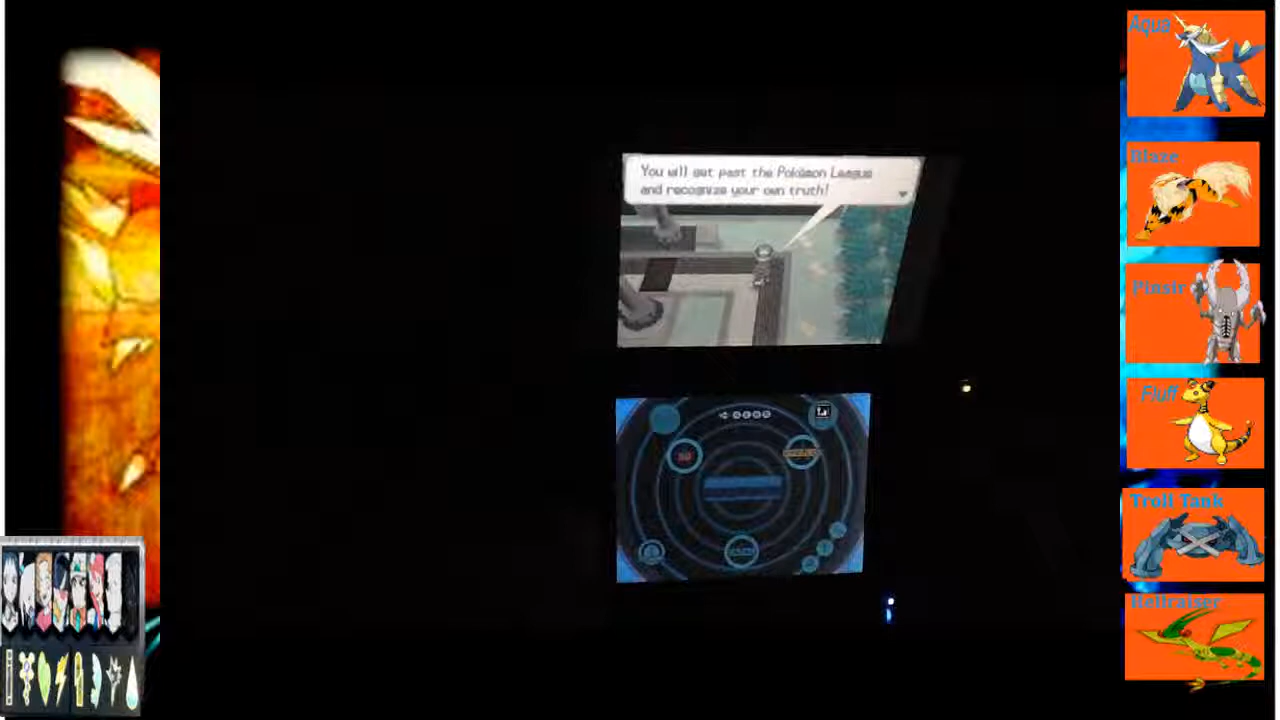 Aqua
You will get past the Pokémon League
and recognize your own truth!
Blaze
Pinsir
Fluff
Troll Tank
Hellraiser